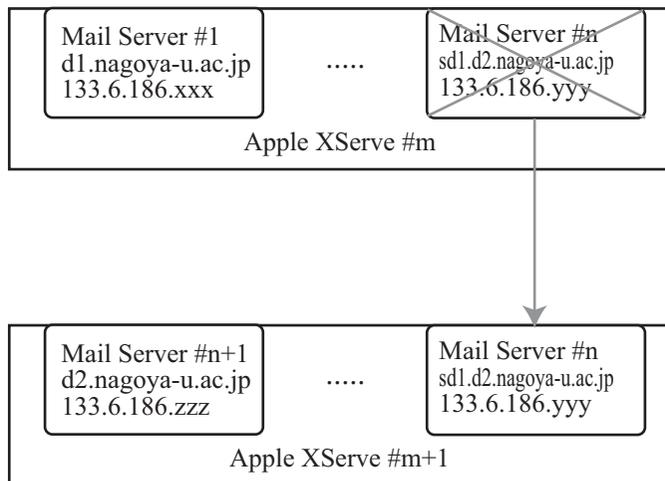 Mail Server #1
d1.nagoya-u.ac.jp
133.6.186.xxx
.....
Mail Server #n
sd1.d2.nagoya-u.ac.jp
133.6.186.yyy
Apple XServe #m
Mail Server #n+1
d2.nagoya-u.ac.jp
133.6.186.zzz
.....
Mail Server #n
sd1.d2.nagoya-u.ac.jp
133.6.186.yyy
Apple XServe #m+1